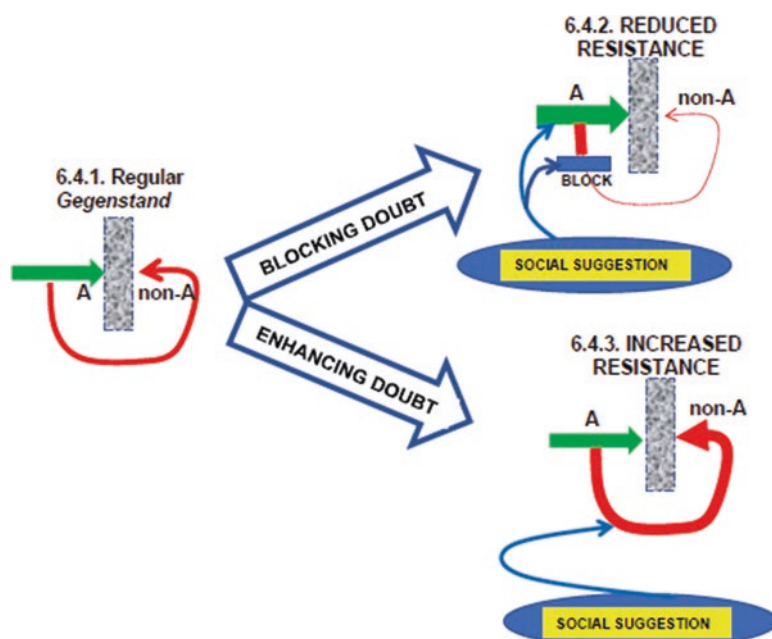 6.4.1. Regular
Gegenstand
A
non-A
BLOCKING DOUBT
ENHANCING DOUBT
6.4.2. REDUCED
RESISTANCE
A
non-A
BLOCK
SOCIAL SUGGESTION
6.4.3. INCREASED
RESISTANCE
A
non-A
SOCIAL SUGGESTION